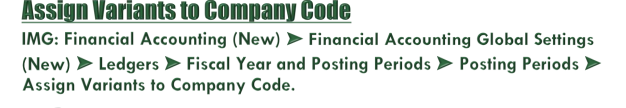 Assign Variants to Company Code
IMG: Financial Accounting (New) ➤ Financial Accounting Global Settings
(New) ➤ Ledgers ➤ Fiscal Year and Posting Periods ➤ Posting Periods ➤
Assign Variants to Company Code.